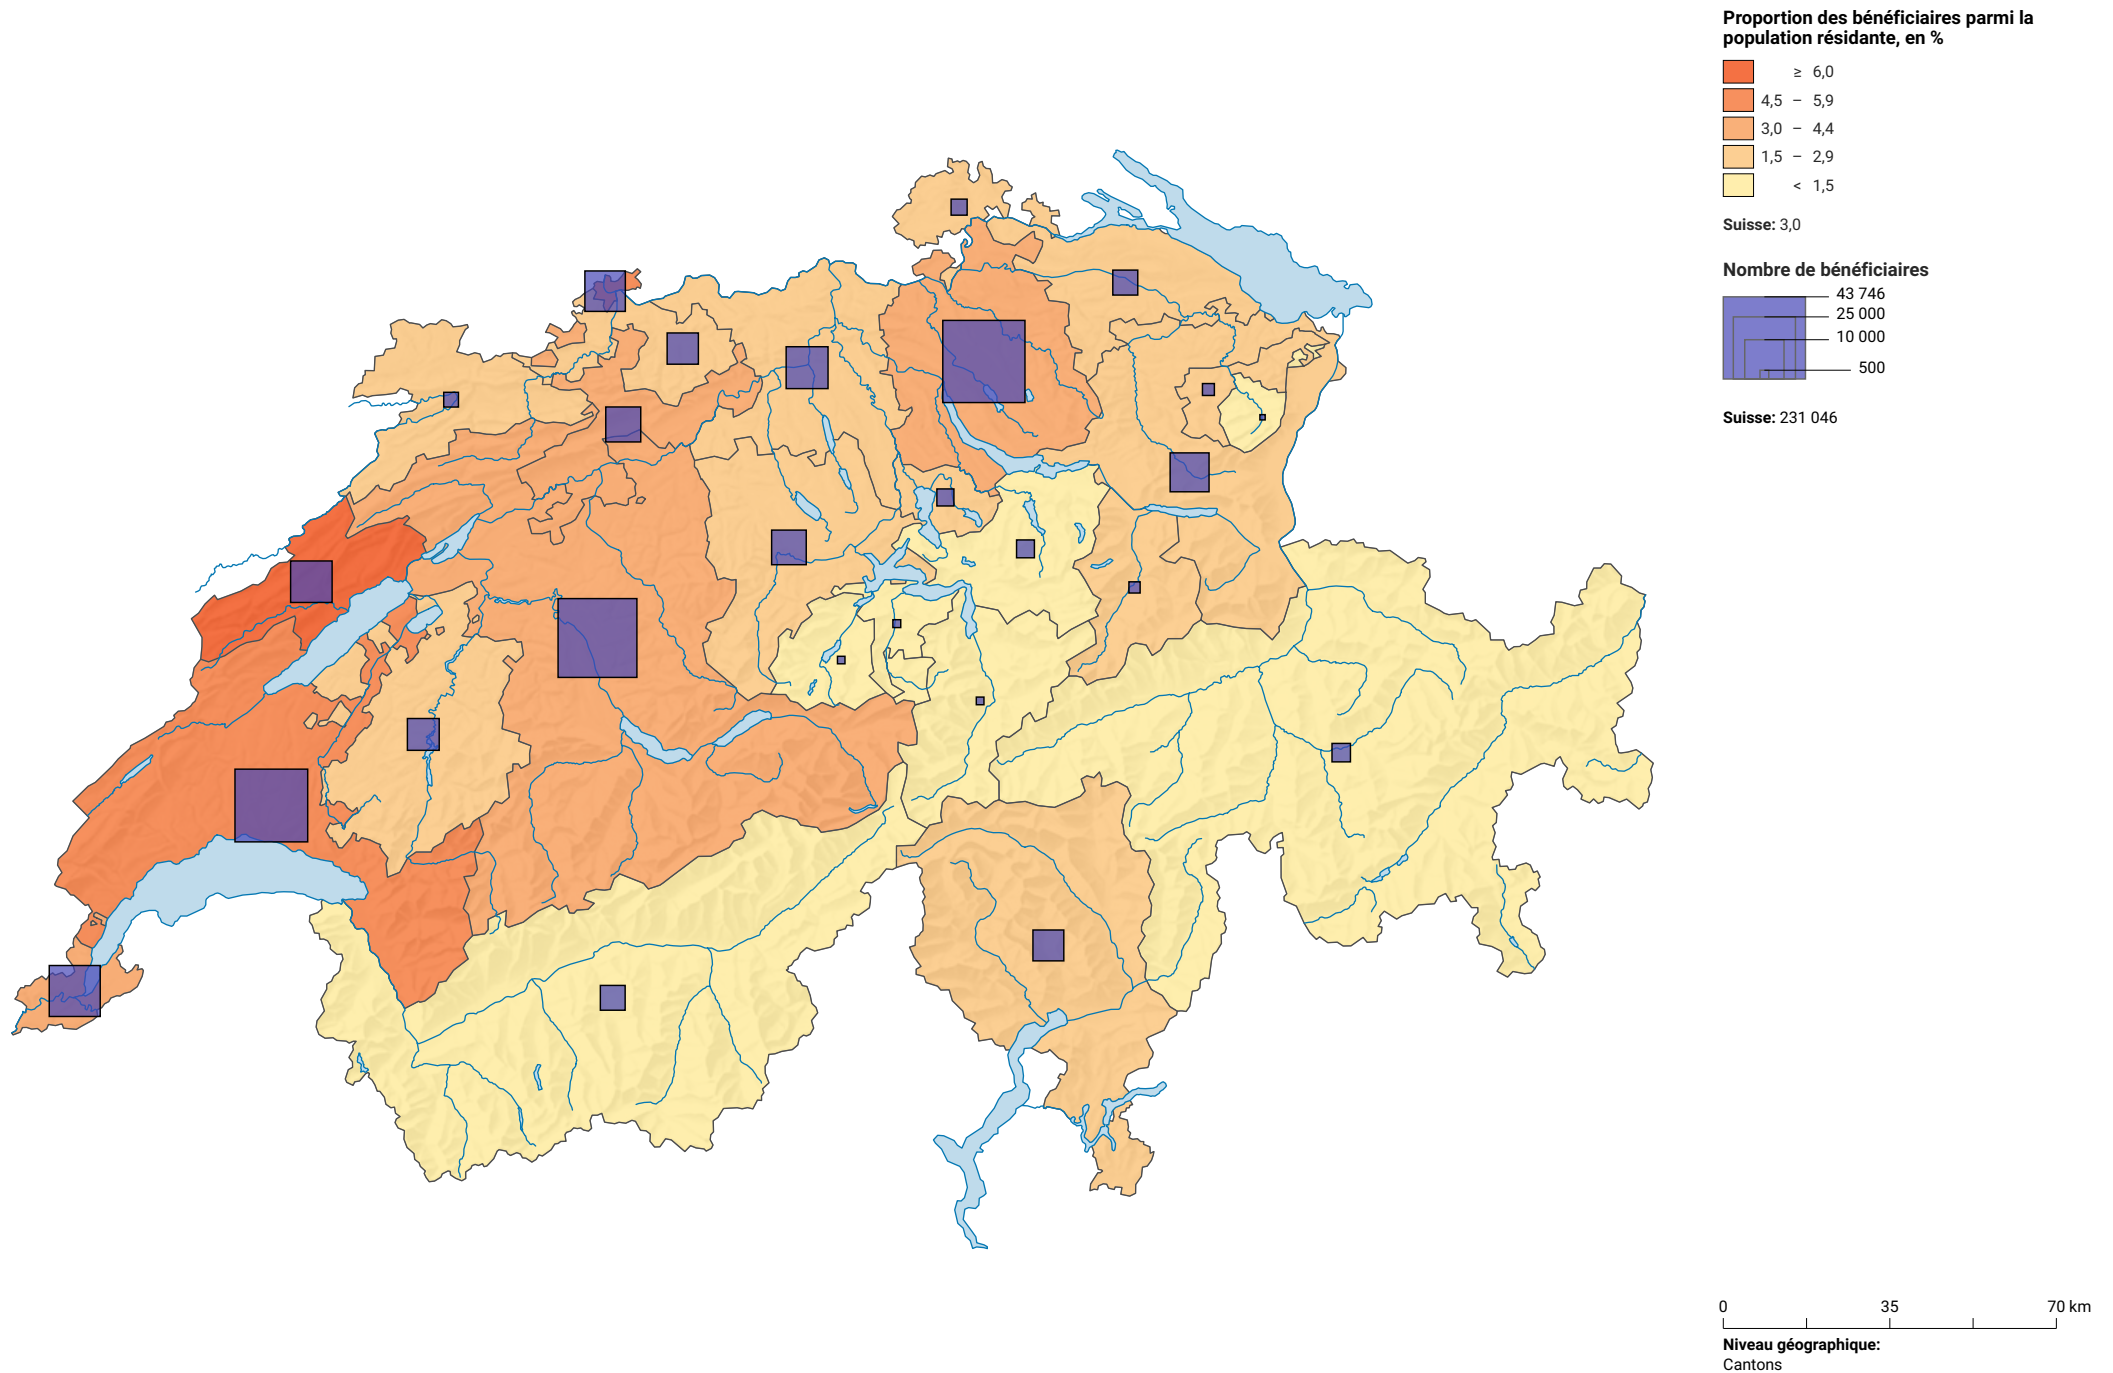 Proportion des bénéficiaires parmi la
population résidante, en %
≥ 6,0
4,5 – 5,9
3,0 – 4,4
1,5 – 2,9
< 1,5
Suisse: 3,0
Nombre de bénéficiaires
43 746
25 000
10 000
500
Suisse: 231 046
0 35 70 km
Niveau géographique:
Cantons